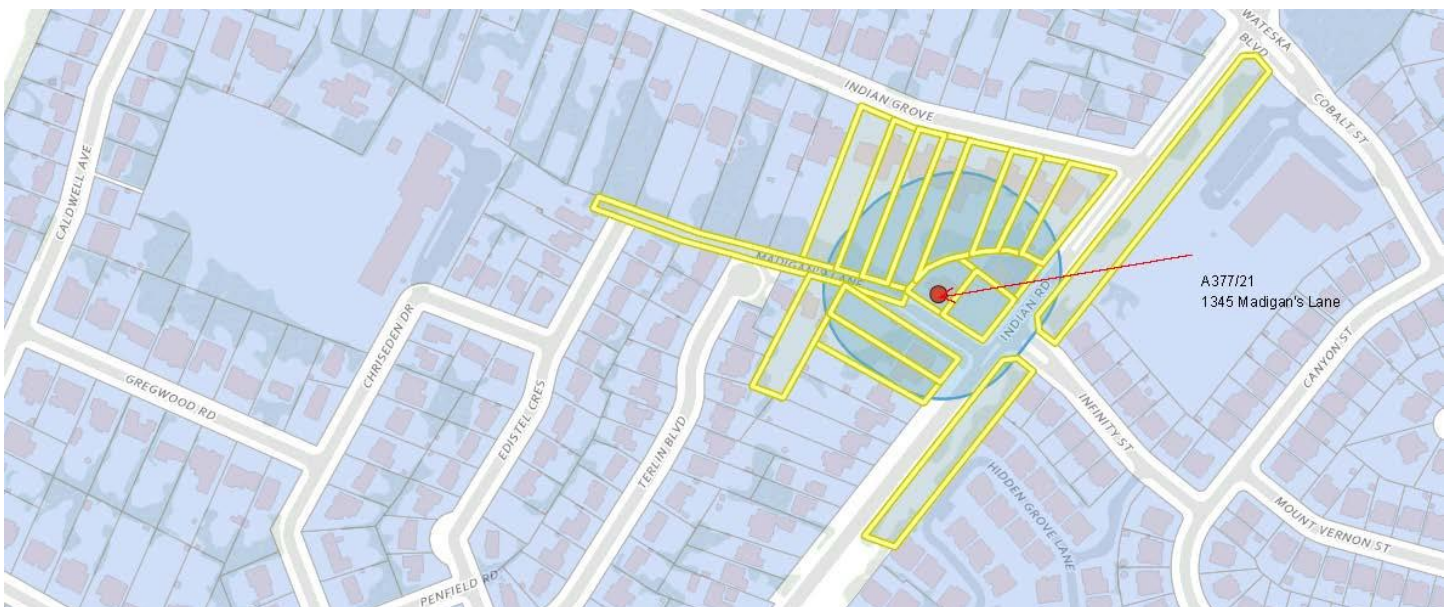 WATESKA
BLVD
COBALT ST
INDIAN GROVE
CALDWELL AVE
MADIGAN'S LANE
A377/21
1345 Madigan's Lane
INDIAN RD
CHRISEDEN DR
CANYON ST
GREGWOOD RD
EDISTEL CRES
TERLIN BLVD
INFINITY ST
HIDDEN GROVE LANE
MOUNT VERNON ST
PENFIELD RD